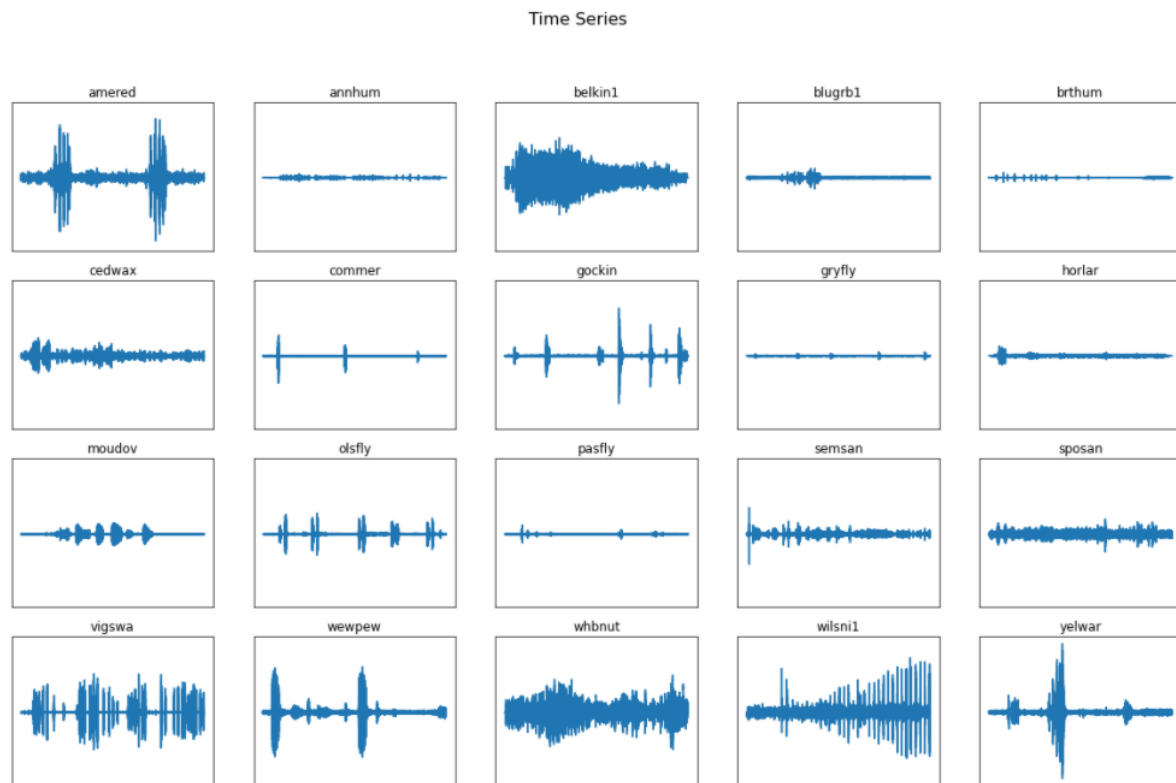 Time Series
amered annhum belkin1 blugrb1 brthum
cedwax commer gockin gryfly horlar
moudov olsfly pasfly semsan sposan
vigswa wewpew whbnut wilsni1 yelwar